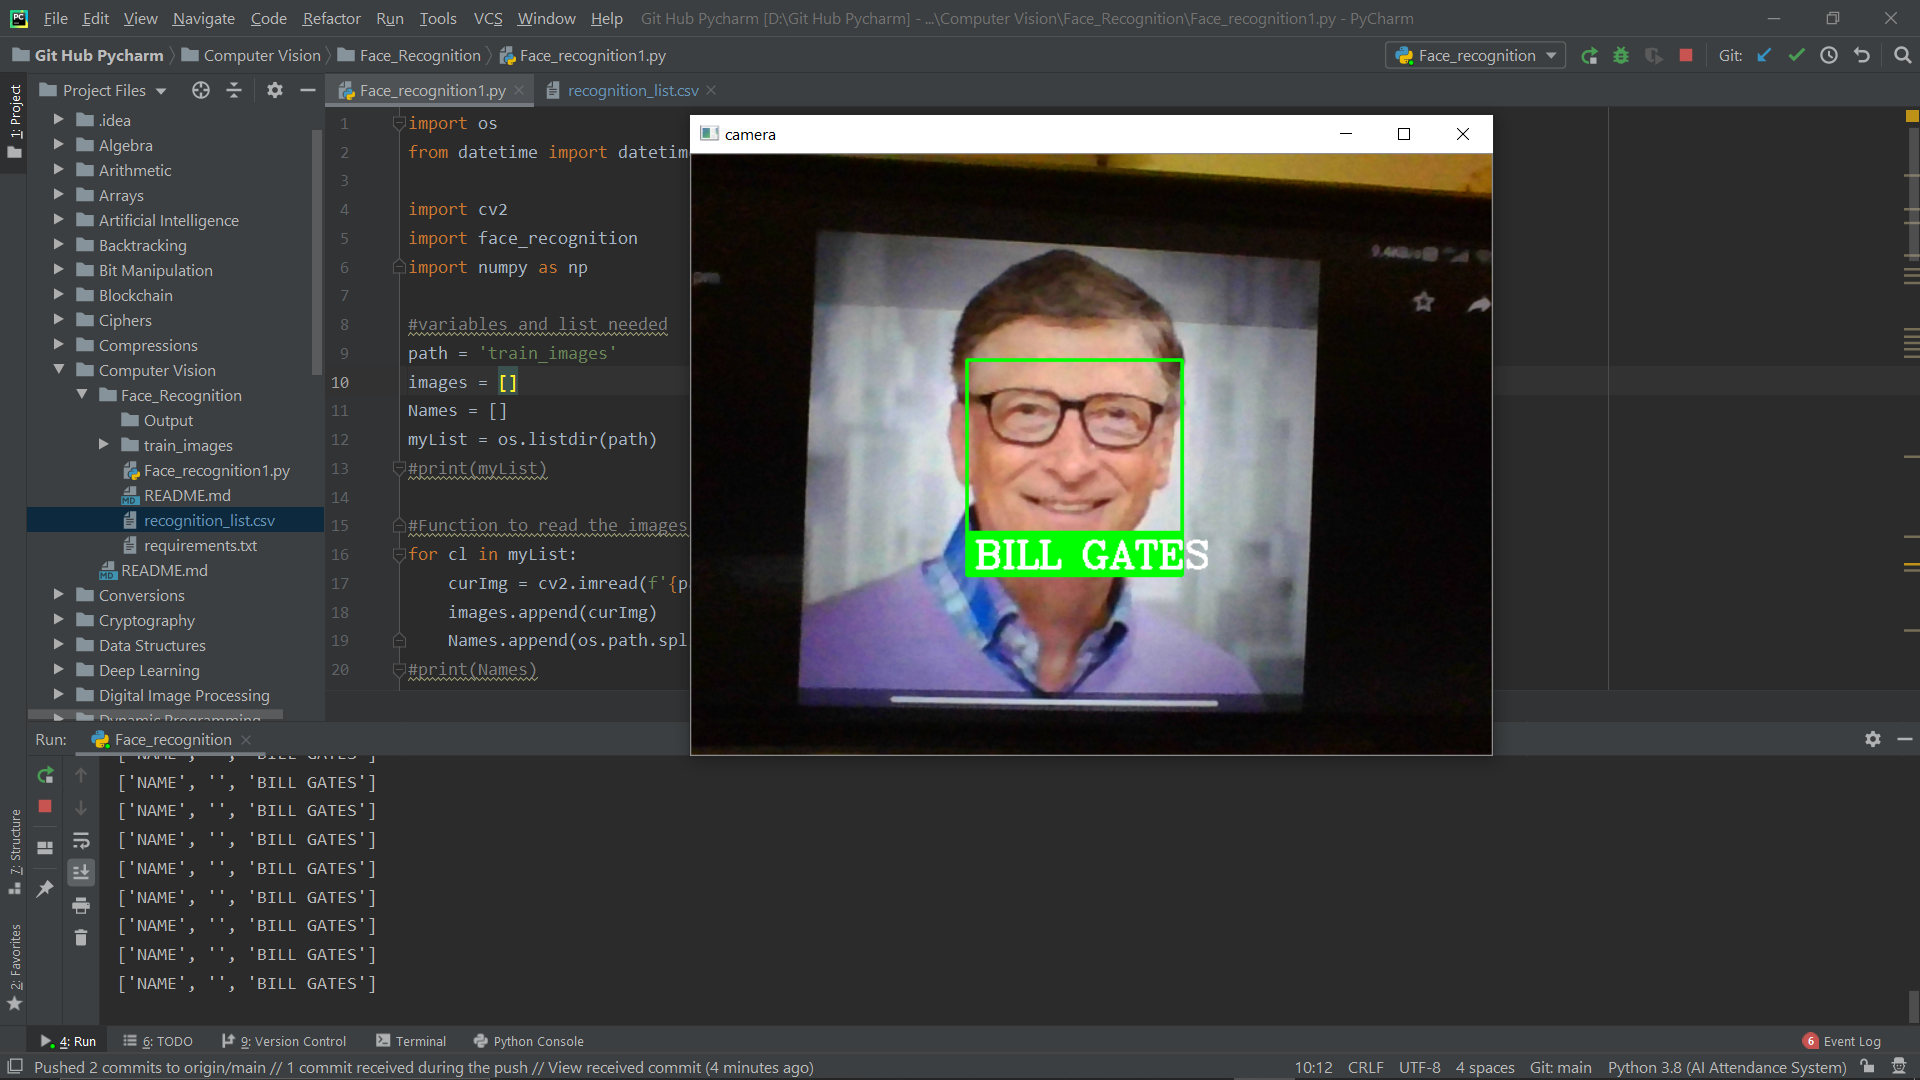 File Edit View Navigate Code Refactor Run Tools VCS Window Help Git Hub Pycharm [D:\Git Hub Pycharm] - ...\Computer Vision\Face_Recognition\Face_recognition1.py - PyCharm
Git Hub Pycharm Computer Vision Face_Recognition Face_recognition1.py Face_recognition Git:
1: Project
Project Files
.idea
Algebra
Arithmetic
Arrays
Artificial Intelligence
Backtracking
Bit Manipulation
Blockchain
Ciphers
Compressions
Computer Vision
Face_Recognition
Output
train_images
Face_recognition1.py
README.md
recognition_list.csv
requirements.txt
README.md
Conversions
Cryptography
Data Structures
Deep Learning
Digital Image Processing
Dynamic Programming
Face_recognition1.py recognition_list.csv
1 import os
2 from datetime import datetim
3
4 import cv2
5 import face_recognition
6 import numpy as np
7
8 #variables and list needed
9 path = 'train_images'
10 images = []
11 Names = []
12 myList = os.listdir(path)
13 #print(myList)
14
15 #Function to read the images
16 for cl in myList:
17 curImg = cv2.imread(f'{p
18 images.append(curImg)
19 Names.append(os.path.spl
20 #print(Names)
camera
BILL GATES
Run: Face_recognition
['NAME', '', 'BILL GATES']
['NAME', '', 'BILL GATES']
['NAME', '', 'BILL GATES']
['NAME', '', 'BILL GATES']
['NAME', '', 'BILL GATES']
['NAME', '', 'BILL GATES']
['NAME', '', 'BILL GATES']
['NAME', '', 'BILL GATES']
['NAME', '', 'BILL GATES']
7: Structure
2: Favorites
4: Run 6: TODO 9: Version Control Terminal Python Console 6 Event Log
Pushed 2 commits to origin/main // 1 commit received during the push // View received commit (4 minutes ago) 10:12 CRLF UTF-8 4 spaces Git: main Python 3.8 (AI Attendance System)